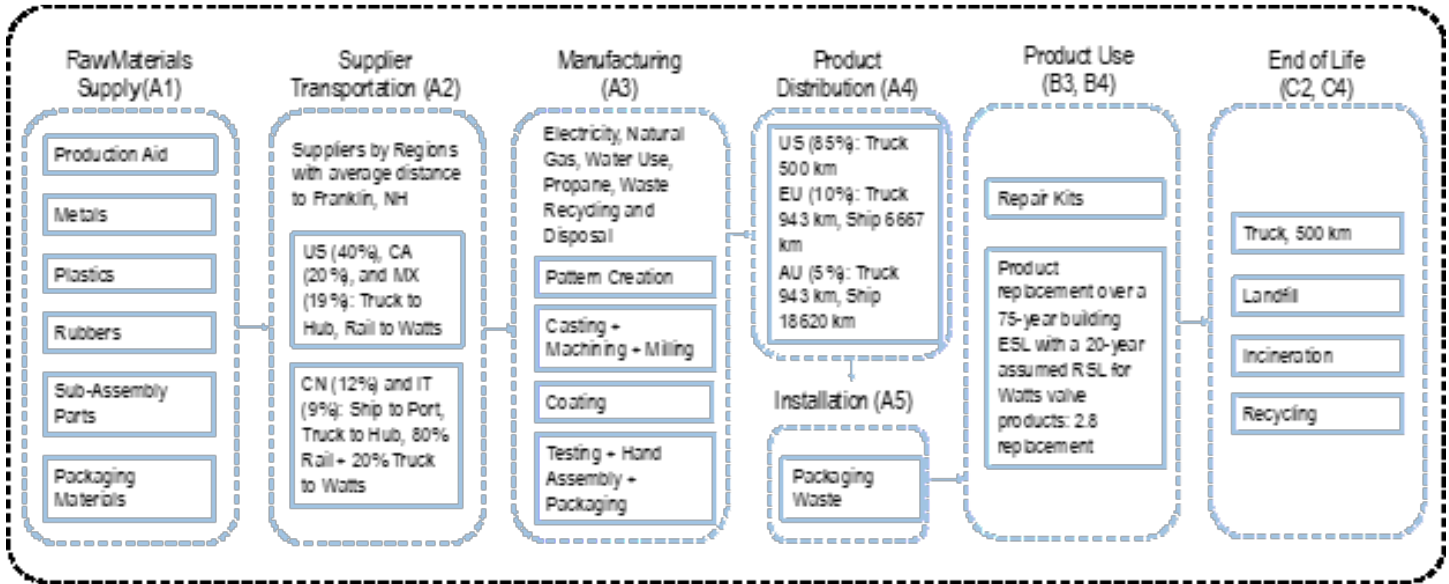 Raw Materials
Supply(A1)
Production Aid
Metals
Plastics
Rubbers
Sub-Assembly
Parts
Packaging
Materials
Supplier
Transportation (A2)
Suppliers by Regions
with average distance
to Franklin, NH
US (40%), CA
(20%), and MX
(19%): Truck to
Hub, Rail to Watts
CN (12%) and IT
(9%): Ship to Port,
Truck to Hub, 80%
Rail + 20% Truck
to Watts
Manufacturing
(A3)
Electricity, Natural
Gas, Water Use,
Propane, Waste
Recycling and
Disposal
Pattern Creation
Casting +
Machining + Milling
Coating
Testing + Hand
Assembly +
Packaging
Product
Distribution (A4)
US (85%): Truck
500 km
EU (10%): Truck
943 km, Ship 6667
km
AU (5%): Truck
943 km, Ship
18620 km
Installation (A5)
Packaging
Waste
Product Use
(B3, B4)
Repair Kits
Product
replacement over a
75-year building
ESL with a 20-year
assumed RSL for
Watts valve
products: 2.8
replacement
End of Life
(C2, C4)
Truck, 500 km
Landfill
Incineration
Recycling